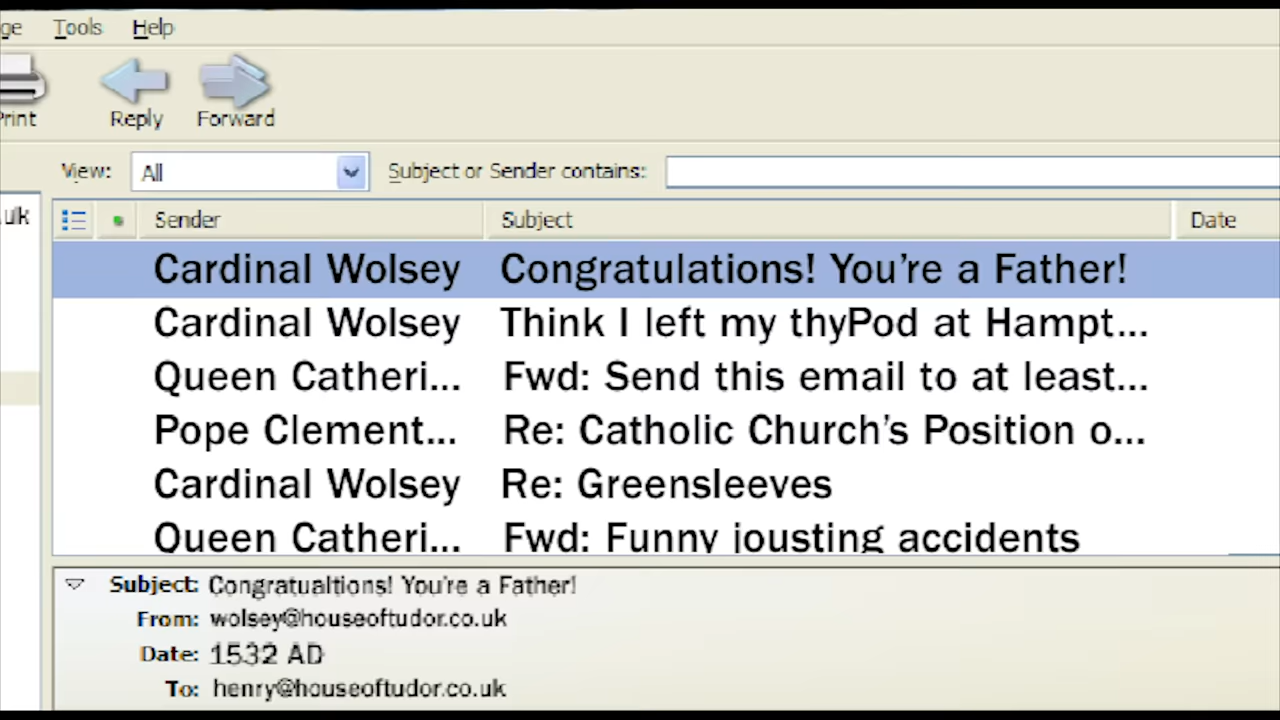 ge Tools Help
Print Reply Forward
View: All Subject or Sender contains:
.uk
Sender Subject Date
Cardinal Wolsey Congratulations! You're a Father!
Cardinal Wolsey Think I left my thyPod at Hampt...
Queen Catheri... Fwd: Send this email to at least...
Pope Clement... Re: Catholic Church's Position o...
Cardinal Wolsey Re: Greensleeves
Queen Catheri... Fwd: Funny jousting accidents
Subject: Congratualtions! You're a Father!
From: wolsey@houseoftudor.co.uk
Date: 1532 AD
To: henry@houseoftudor.co.uk